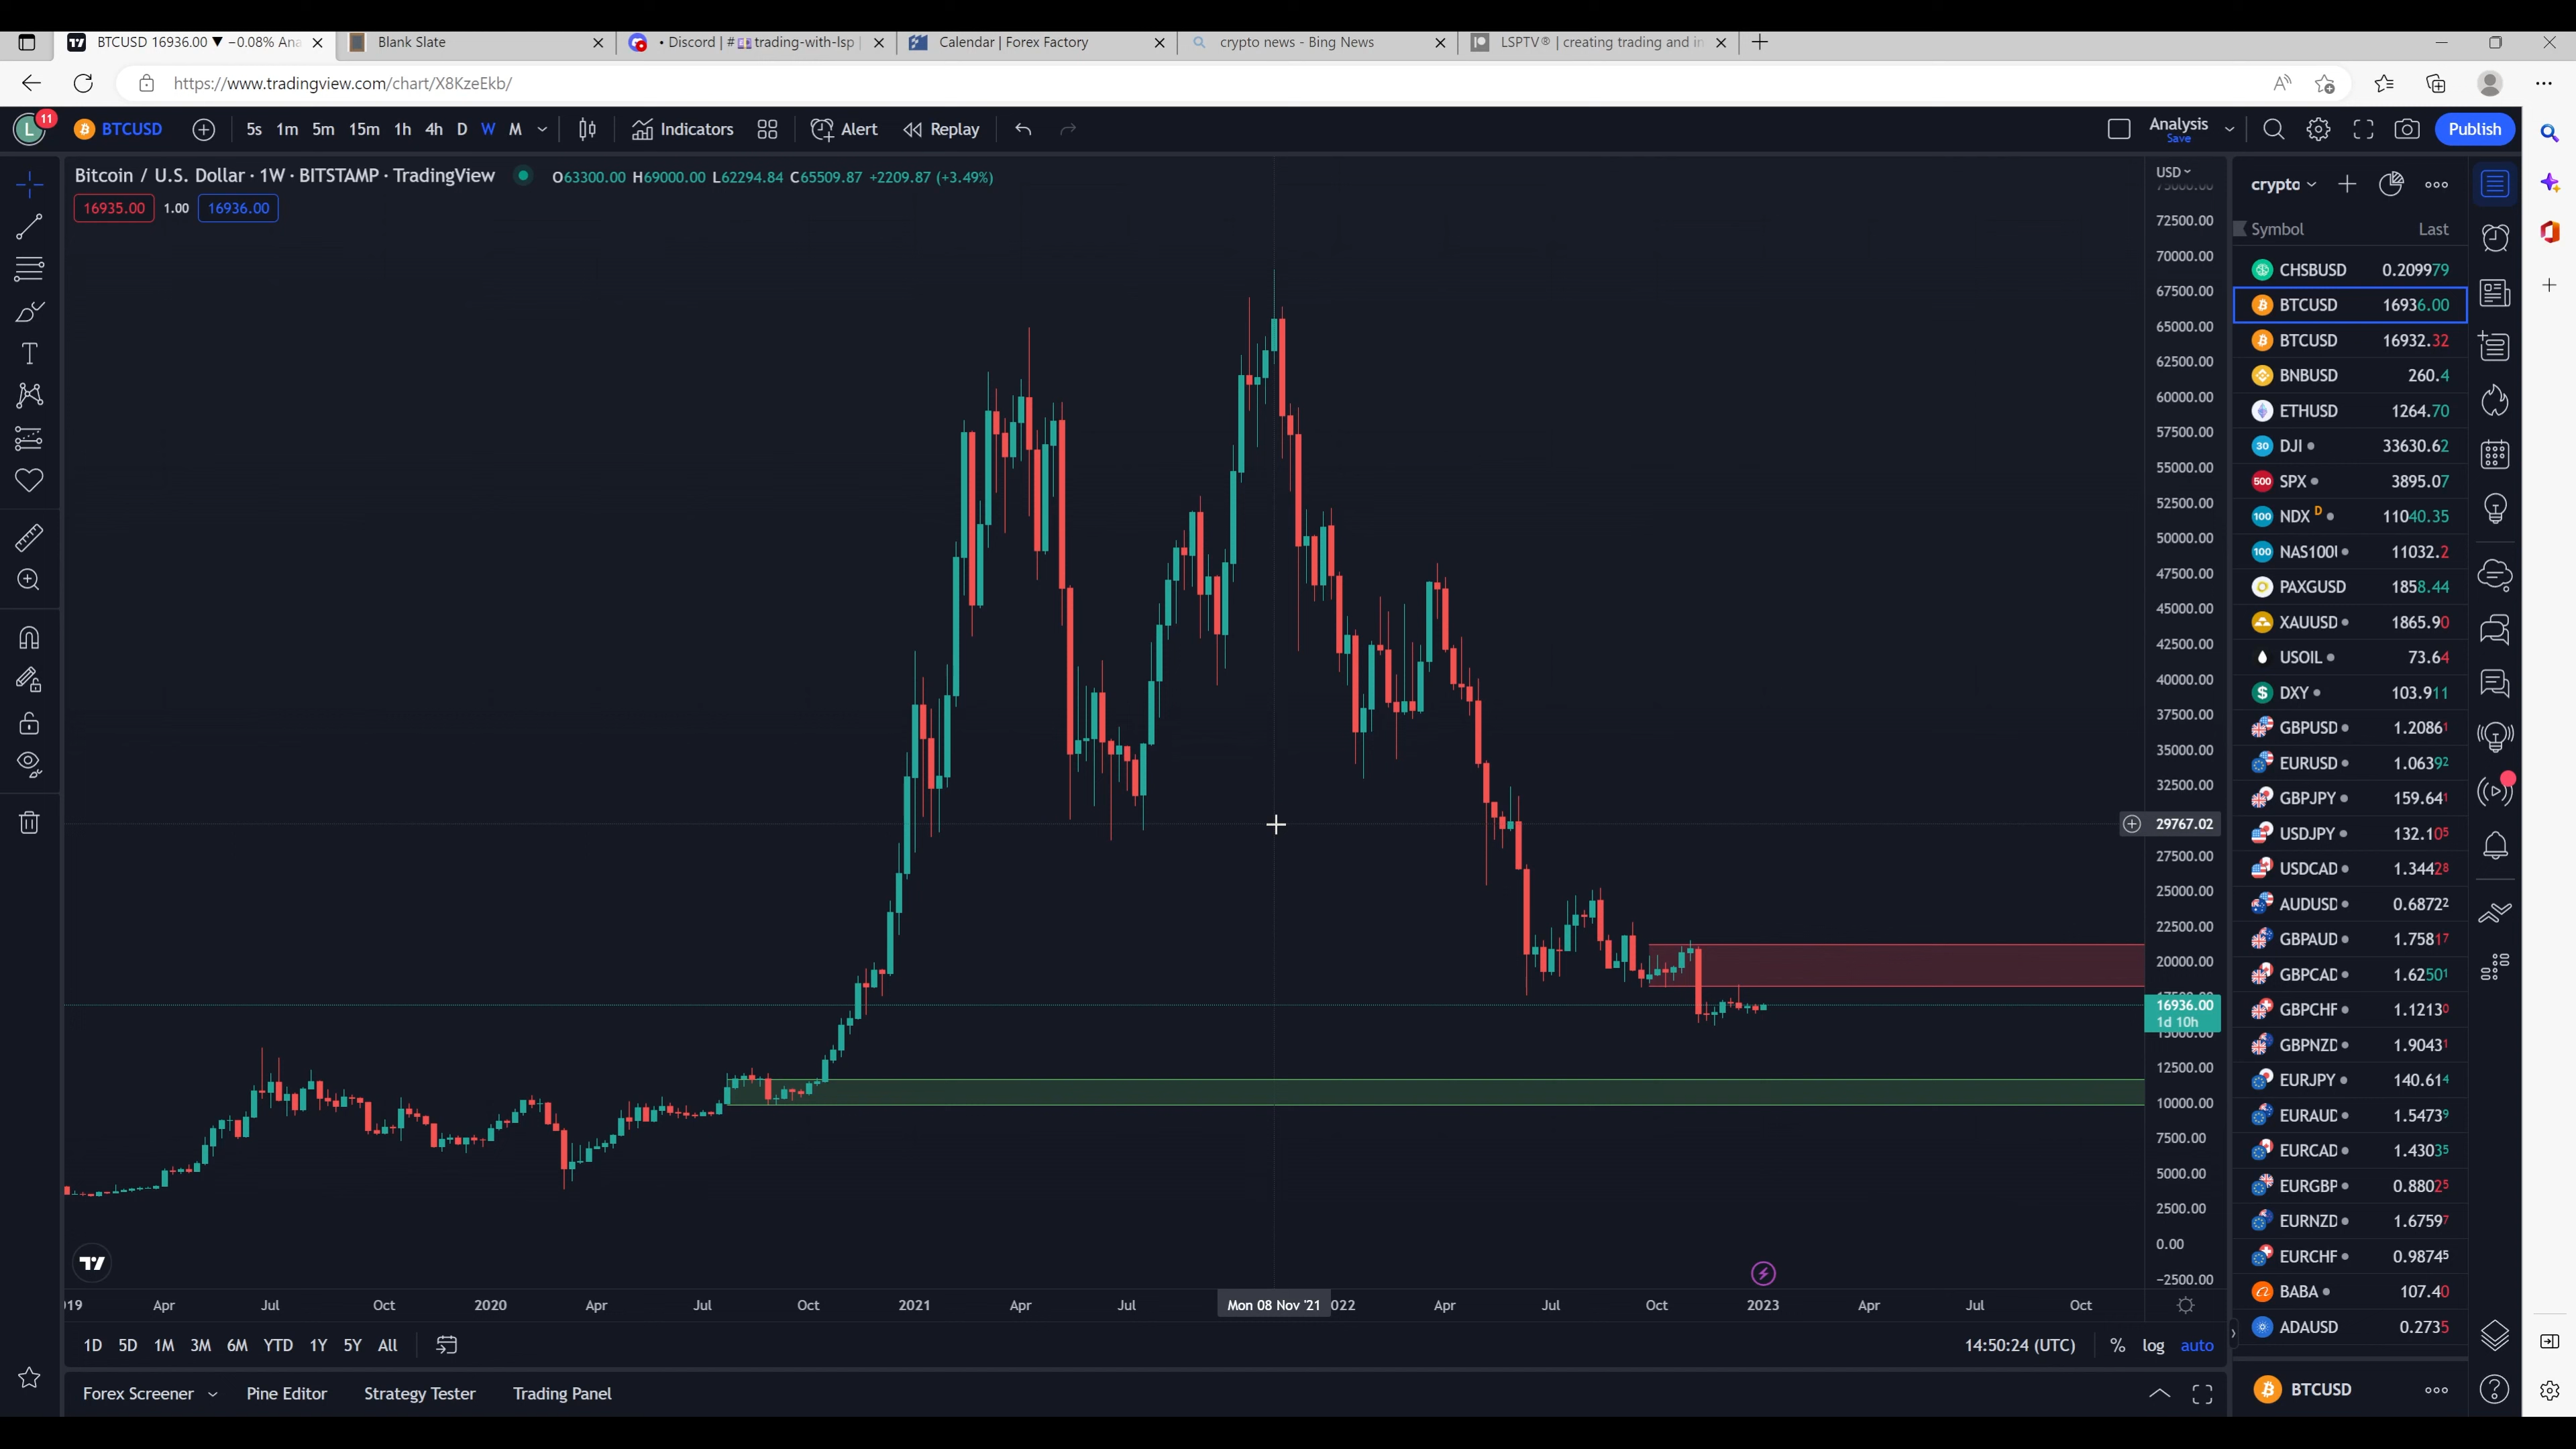 BTCUSD 16936.00 ▼ −0.08% Ana
Blank Slate
• Discord | # trading-with-lsp |
Calendar | Forex Factory
crypto news - Bing News
LSPTV® | creating trading and in
https://www.tradingview.com/chart/X8KzeEkb/
L 11 BTCUSD 5s 1m 5m 15m 1h 4h D W M Indicators Alert Replay Analysis Save Publish
Bitcoin / U.S. Dollar · 1W · BITSTAMP · TradingView O63300.00 H69000.00 L62294.84 C65509.87 +2209.87 (+3.49%)
16935.00 1.00 16936.00
USD
75000.00
72500.00
70000.00
67500.00
65000.00
62500.00
60000.00
57500.00
55000.00
52500.00
50000.00
47500.00
45000.00
42500.00
40000.00
37500.00
35000.00
32500.00
29767.02
27500.00
25000.00
22500.00
20000.00
16936.00
1d 10h
15000.00
12500.00
10000.00
7500.00
5000.00
2500.00
0.00
−2500.00
19 Apr Jul Oct 2020 Apr Jul Oct 2021 Apr Jul Mon 08 Nov '21 022 Apr Jul Oct 2023 Apr Jul Oct
1D 5D 1M 3M 6M YTD 1Y 5Y All 14:50:24 (UTC) % log auto
Forex Screener Pine Editor Strategy Tester Trading Panel
crypto
Symbol Last
CHSBUSD 0.209979
BTCUSD 16936.00
BTCUSD 16932.32
BNBUSD 260.4
ETHUSD 1264.70
30 DJI 33630.62
500 SPX 3895.07
100 NDX D 11040.35
100 NAS100U 11032.2
PAXGUSD 1858.44
XAUUSD 1865.90
USOIL 73.64
DXY 103.911
GBPUSD 1.20861
EURUSD 1.06392
GBPJPY 159.641
USDJPY 132.105
USDCAD 1.34428
AUDUSD 0.68722
GBPAUD 1.75817
GBPCAD 1.62501
GBPCHF 1.12130
GBPNZD 1.90431
EURJPY 140.614
EURAUD 1.54739
EURCAD 1.43035
EURGBP 0.88025
EURNZD 1.67597
EURCHF 0.98745
BABA 107.40
ADAUSD 0.2735
BTCUSD